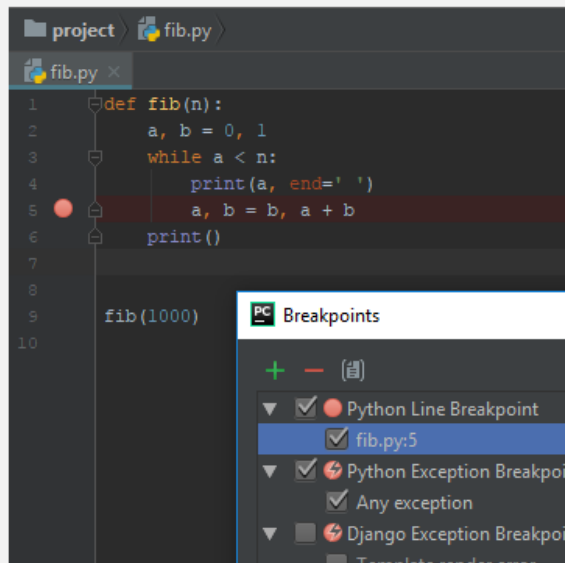 project fib.py
fib.py
1 def fib(n):
2 a, b = 0, 1
3 while a < n:
4 print(a, end=' ')
5 a, b = b, a + b
6 print()
7
8
9 fib(1000)
10
PC Breakpoints
Python Line Breakpoint
fib.py:5
Python Exception Breakpoi
Any exception
Django Exception Breakpoi